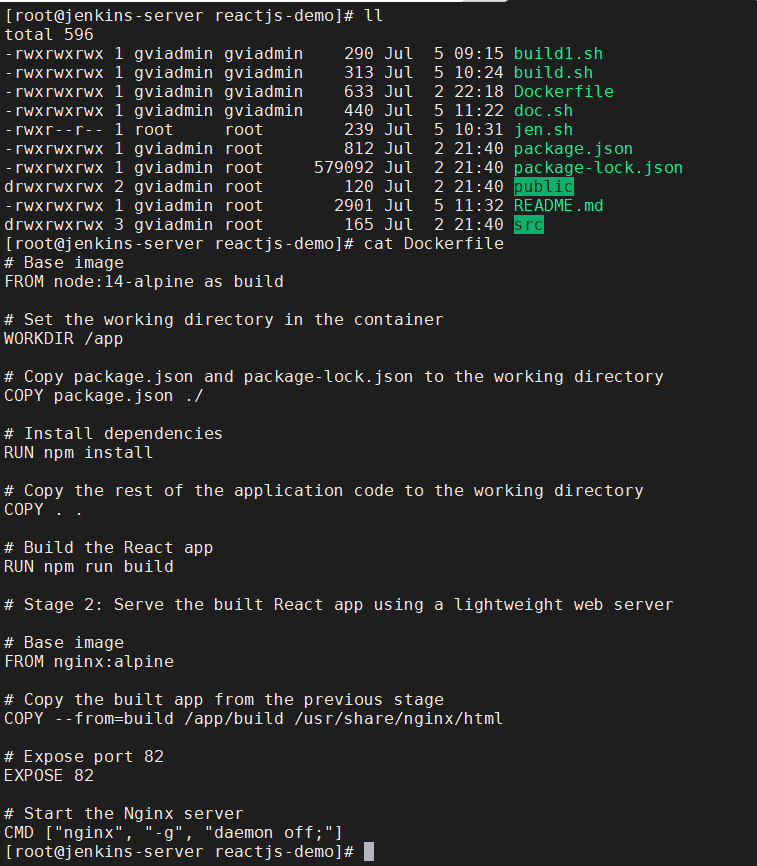 [root@jenkins-server reactjs-demo]# ll
total 596
-rwxrwxrwx 1 gviadmin gviadmin    290 Jul  5 09:15 build1.sh
-rwxrwxrwx 1 gviadmin gviadmin    313 Jul  5 10:24 build.sh
-rwxrwxrwx 1 gviadmin gviadmin    633 Jul  2 22:18 Dockerfile
-rwxrwxrwx 1 gviadmin gviadmin    440 Jul  5 11:22 doc.sh
-rwxr--r-- 1 root     root        239 Jul  5 10:31 jen.sh
-rwxrwxrwx 1 gviadmin root        812 Jul  2 21:40 package.json
-rwxrwxrwx 1 gviadmin root     579092 Jul  2 21:40 package-lock.json
drwxrwxrwx 2 gviadmin root        120 Jul  2 21:40 public
-rwxrwxrwx 1 gviadmin root       2901 Jul  5 11:32 README.md
drwxrwxrwx 3 gviadmin root        165 Jul  2 21:40 src
[root@jenkins-server reactjs-demo]# cat Dockerfile
# Base image
FROM node:14-alpine as build

# Set the working directory in the container
WORKDIR /app

# Copy package.json and package-lock.json to the working directory
COPY package.json ./

# Install dependencies
RUN npm install

# Copy the rest of the application code to the working directory
COPY . .

# Build the React app
RUN npm run build

# Stage 2: Serve the built React app using a lightweight web server

# Base image
FROM nginx:alpine

# Copy the built app from the previous stage
COPY --from=build /app/build /usr/share/nginx/html

# Expose port 82
EXPOSE 82

# Start the Nginx server
CMD ["nginx", "-g", "daemon off;"]
[root@jenkins-server reactjs-demo]#